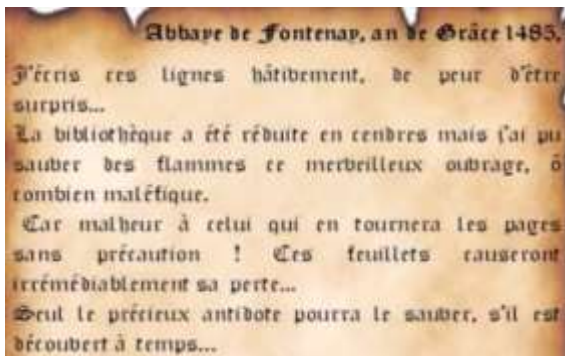 Abbaye de Fontenay, an de Grâce 1485,
J'écris ces lignes hâtivement, de peur d'être
surpris...
La bibliothèque a été réduite en cendres mais j'ai pu
sauver des flammes ce merveilleux ouvrage, ô
combien maléfique.
Car malheur à celui qui en tournera les pages
sans précaution ! Ces feuillets causeront
irrémédiablement sa perte...
Seul le précieux antidote pourra le sauver, s'il est
découvert à temps...